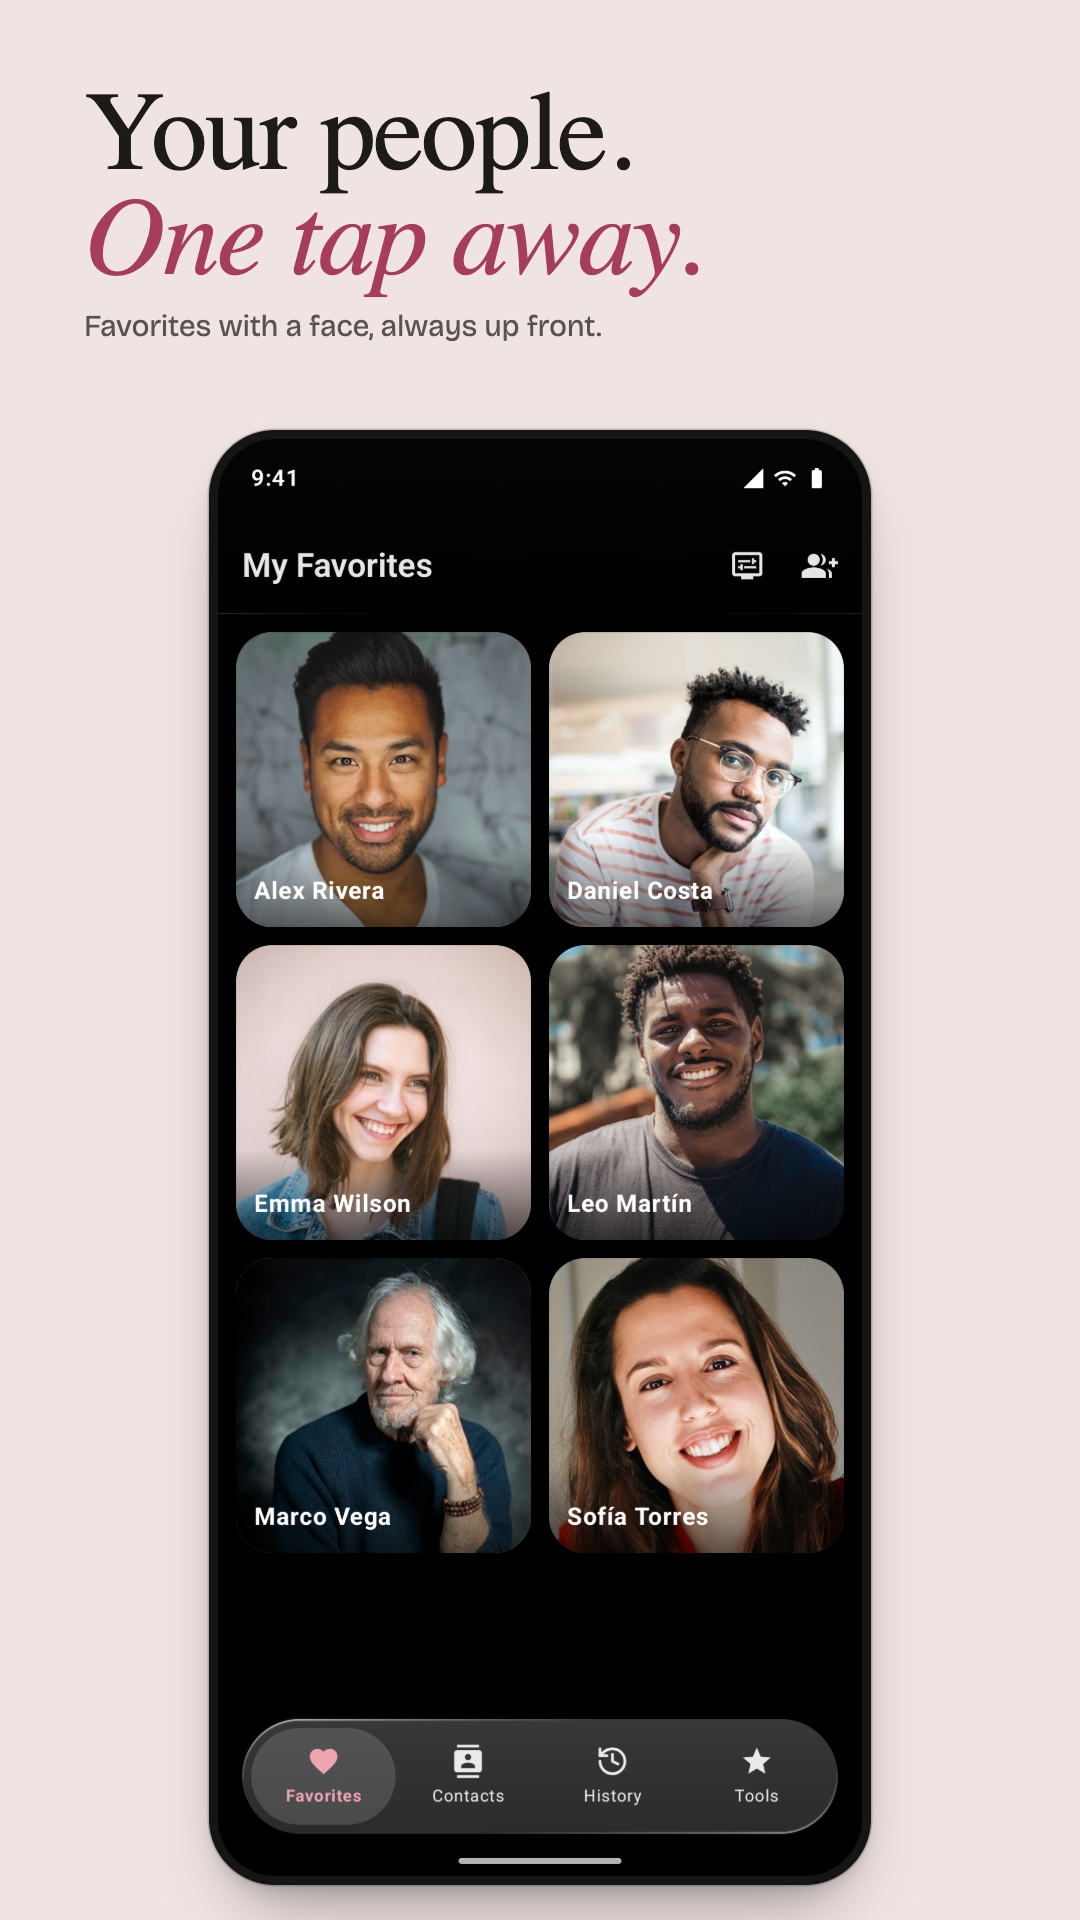 Your people.
One tap away.
Favorites with a face, always up front.
9:41
My Favorites
Alex Rivera
Daniel Costa
Emma Wilson
Leo Martín
Marco Vega
Sofía Torres
Favorites
Contacts
History
Tools